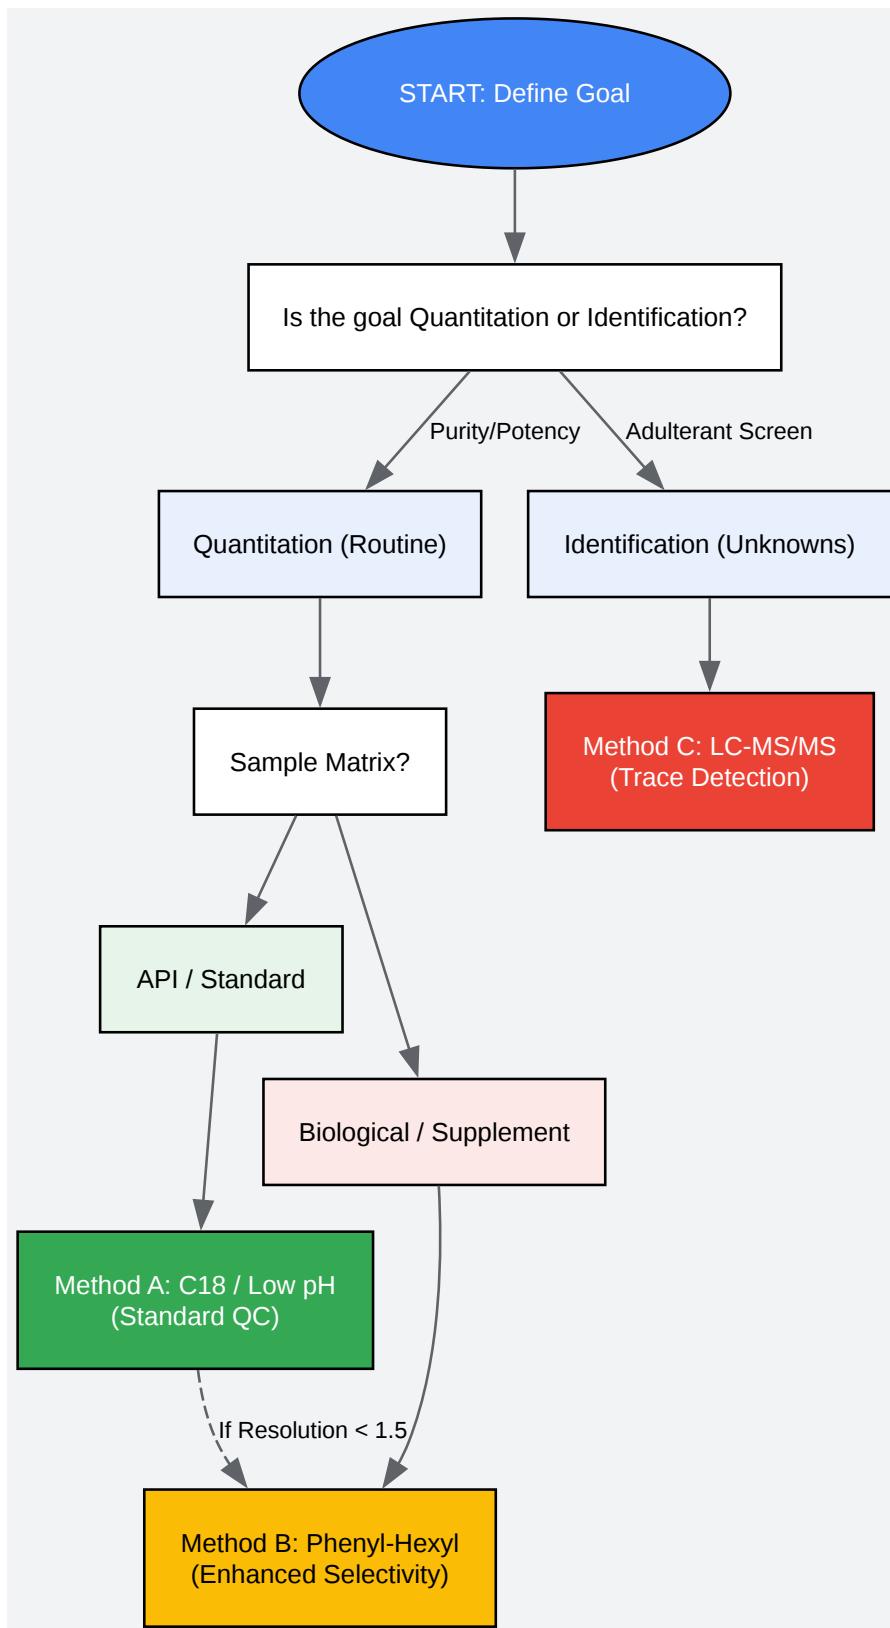 START: Define Goal
Is the goal Quantitation or Identification?
Purity/Potency
Adulterant Screen
Quantitation (Routine)
Identification (Unknowns)
Sample Matrix?
Method C: LC-MS/MS
(Trace Detection)
API / Standard
Biological / Supplement
Method A: C18 / Low pH
(Standard QC)
If Resolution < 1.5
Method B: Phenyl-Hexyl
(Enhanced Selectivity)